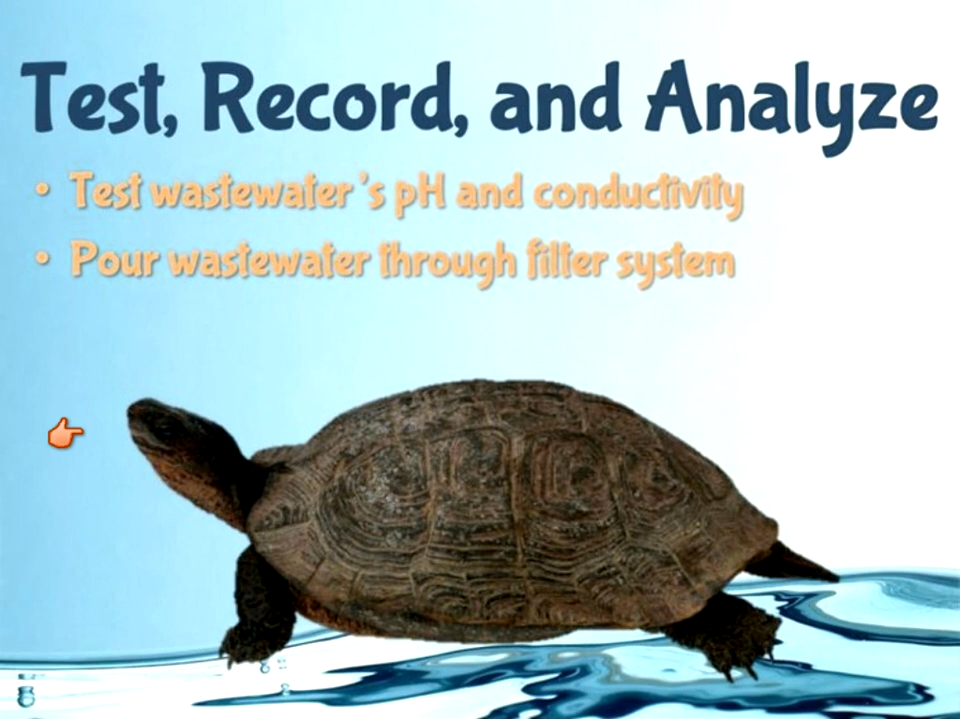 Test, Record, and Analyze
• Test wastewater's pH and conductivity
• Pour wastewater through filter system